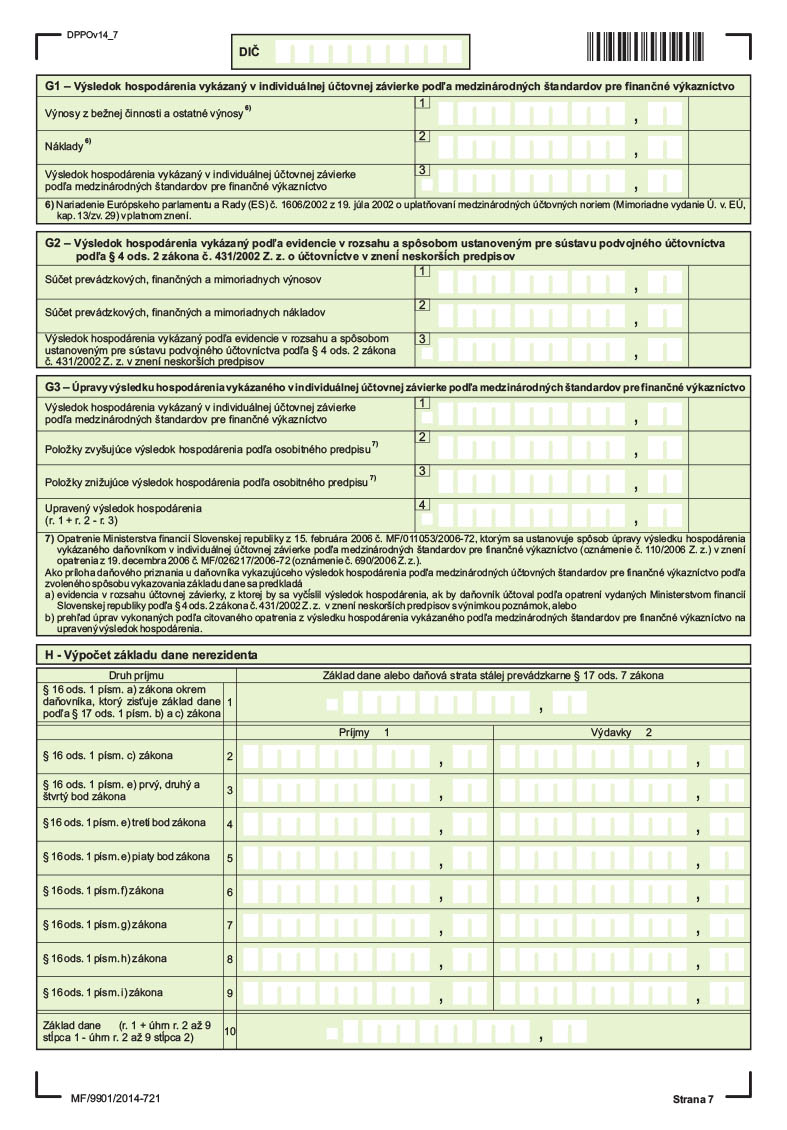 DPPOv14_7
DIČ
G1 – Výsledok hospodárenia vykázaný v individuálnej účtovnej závierke podľa medzinárodných štandardov pre finančné výkazníctvo
Výnosy z bežnej činnosti a ostatné výnosy 6)
1
,
Náklady 6)
2
,
Výsledok hospodárenia vykázaný v individuálnej účtovnej závierke
podľa medzinárodných štandardov pre finančné výkazníctvo
3
,
6) Nariadenie Európskeho parlamentu a Rady (ES) č. 1606/2002 z 19. júla 2002 o uplatňovaní medzinárodných účtovných noriem (Mimoriadne vydanie Ú. v. EÚ,
kap. 13/zv. 29) v platnom znení.
G2 – Výsledok hospodárenia vykázaný podľa evidencie v rozsahu a spôsobom ustanoveným pre sústavu podvojného účtovníctva
podľa § 4 ods. 2 zákona č. 431/2002 Z. z. o účtovníctve v znení neskorších predpisov
Súčet prevádzkových, finančných a mimoriadnych výnosov
1
,
Súčet prevádzkových, finančných a mimoriadnych nákladov
2
,
Výsledok hospodárenia vykázaný podľa evidencie v rozsahu a spôsobom
ustanoveným pre sústavu podvojného účtovníctva podľa § 4 ods. 2 zákona
č. 431/2002 Z. z. v znení neskorších predpisov
3
,
G3 – Úpravy výsledku hospodárenia vykázaného v individuálnej účtovnej závierke podľa medzinárodných štandardov pre finančné výkazníctvo
Výsledok hospodárenia vykázaný v individuálnej účtovnej závierke
podľa medzinárodných štandardov pre finančné výkazníctvo
1
,
Položky zvyšujúce výsledok hospodárenia podľa osobitného predpisu 7)
2
,
Položky znižujúce výsledok hospodárenia podľa osobitného predpisu 7)
3
,
Upravený výsledok hospodárenia
(r. 1 + r. 2 - r. 3)
4
,
7) Opatrenie Ministerstva financií Slovenskej republiky z 15. februára 2006 č. MF/011053/2006-72, ktorým sa ustanovuje spôsob úpravy výsledku hospodárenia
vykázaného daňovníkom v individuálnej účtovnej závierke podľa medzinárodných štandardov pre finančné výkazníctvo (oznámenie č. 110/2006 Z. z.) v znení
opatrenia z 19. decembra 2006 č. MF/026217/2006-72 (oznámenie č. 690/2006 Z. z.).
Ako príloha daňového priznania u daňovníka vykazujúceho výsledok hospodárenia podľa medzinárodných účtovných štandardov pre finančné výkazníctvo podľa
zvoleného spôsobu vykazovania základu dane sa predkladá
a) evidencia v rozsahu účtovnej závierky, z ktorej by sa vyčíslil výsledok hospodárenia, ak by daňovník účtoval podľa opatrení vydaných Ministerstvom financií
Slovenskej republiky podľa § 4 ods. 2 zákona č. 431/2002 Z. z. v znení neskorších predpisov s výnimkou poznámok, alebo
b) prehľad úprav vykonaných podľa citovaného opatrenia z výsledku hospodárenia vykázaného podľa medzinárodných štandardov pre finančné výkazníctvo na
upravený výsledok hospodárenia.
H - Výpočet základu dane nerezidenta
Druh príjmu
Základ dane alebo daňová strata stálej prevádzkarne § 17 ods. 7 zákona
§ 16 ods. 1 písm. a) zákona okrem
daňovníka, ktorý zisťuje základ dane
podľa § 17 ods. 1 písm. b) a c) zákona
1
,
Príjmy 1
Výdavky 2
§ 16 ods. 1 písm. c) zákona 2 , ,
§ 16 ods. 1 písm. e) prvý, druhý a
štvrtý bod zákona
3 , ,
§ 16 ods. 1 písm. e) tretí bod zákona 4 , ,
§ 16 ods. 1 písm. e) piaty bod zákona 5 , ,
§ 16 ods. 1 písm. f) zákona 6 , ,
§ 16 ods. 1 písm. g) zákona 7 , ,
§ 16 ods. 1 písm. h) zákona 8 , ,
§ 16 ods. 1 písm. i) zákona 9 , ,
Základ dane (r. 1 + úhrn r. 2 až 9
stĺpca 1 - úhrn r. 2 až 9 stĺpca 2)
10
,
MF/9901/2014-721
Strana 7